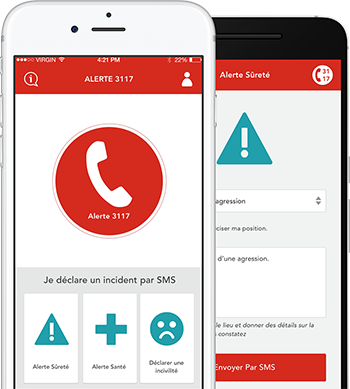 VIRGIN 4:21 PM 22%
ALERTE 3117
Alerte 3117
Je déclare un incident par SMS
Alerte Sûreté
Alerte Santé
Déclarer une
incivilité
Alerte Sûreté
31
17
agression
ciser ma position.
d'une agression.
le lieu et donner des détails sur la
constatez
Envoyer Par SMS